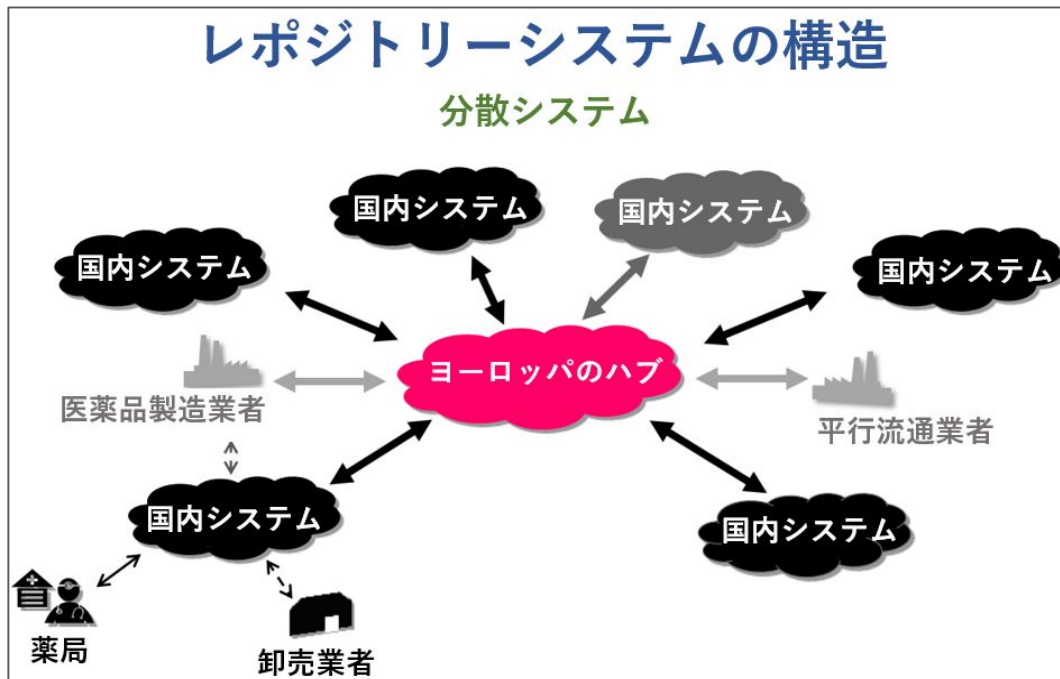 レポジトリーシステムの構造
分散システム
国内システム
国内システム
国内システム
国内システム
ヨーロッパのハブ
医薬品製造業者
平行流通業者
国内システム
国内システム
薬局
卸売業者